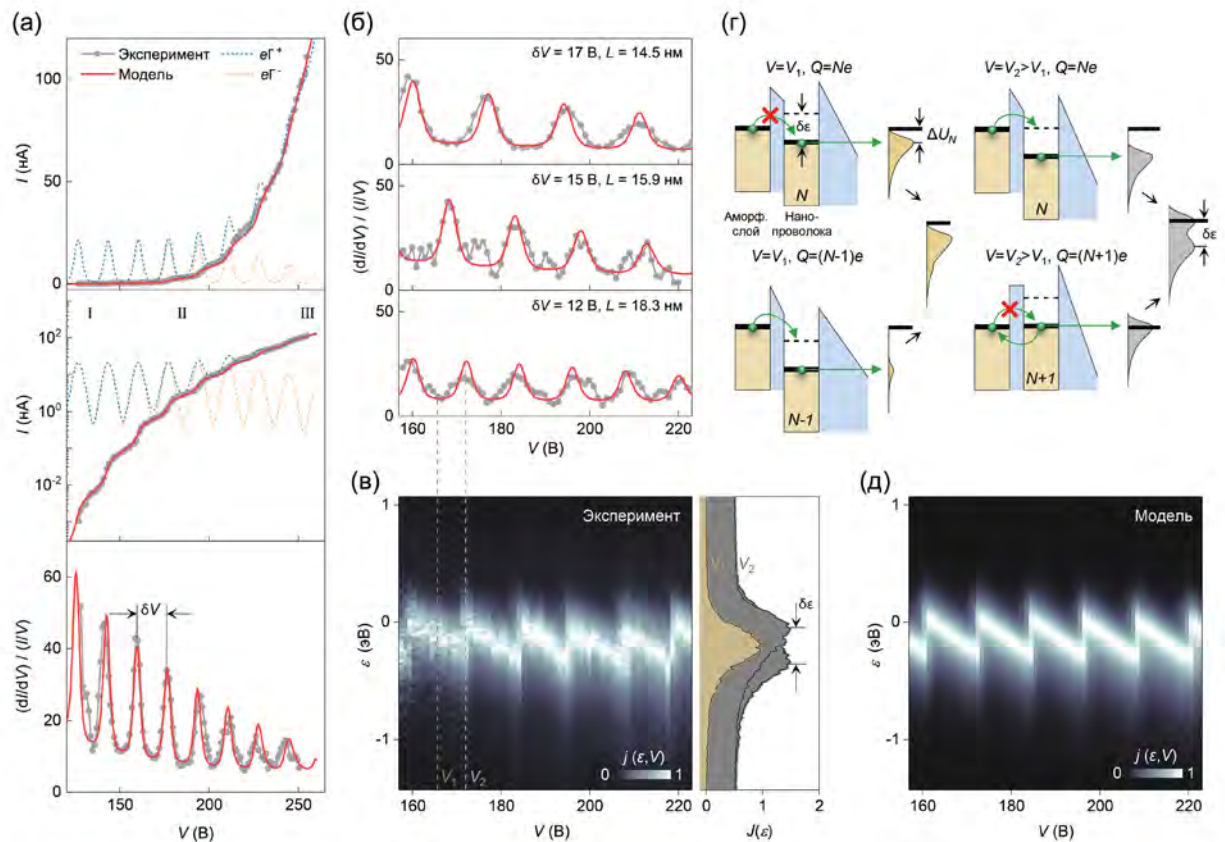 (а)
Эксперимент
Модель
eΓ⁺
eΓ⁻
I (нА)
100
50
0
I
II
III
I (нА)
10²
10⁰
10⁻²
(dI/dV) / (I/V)
60
40
20
0
δV
150
200
250
V (В)
(б)
δV = 17 В, L = 14.5 нм
50
0
δV = 15 В, L = 15.9 нм
(dI/dV) / (I/V)
50
0
δV = 12 В, L = 18.3 нм
50
0
160
180
200
220
V (В)
(г)
V=V₁, Q=Ne
δε
N
Аморф. слой
Нано-проволока
ΔU_N
V=V₂>V₁, Q=Ne
N
δε
V=V₁, Q=(N-1)e
N-1
V=V₂>V₁, Q=(N+1)e
N+1
(в)
Эксперимент
ε (эВ)
1
0
-1
V₁
V₂
j (ε,V)
0
1
160
180
200
220
V (В)
V₂
δε
0
1
2
J(ε)
(д)
Модель
ε (эВ)
1
0
-1
j (ε,V)
0
1
160
180
200
220
V (В)